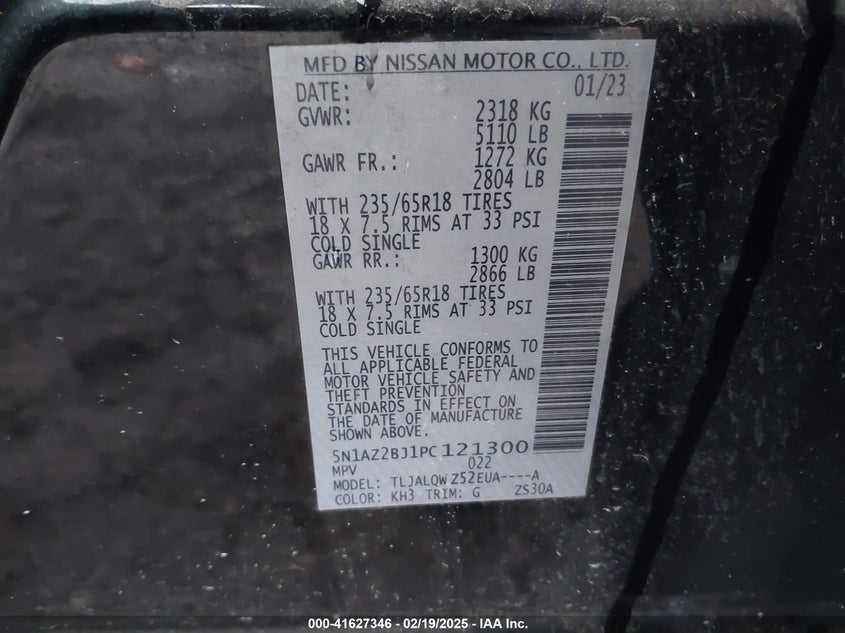 MFD BY NISSAN MOTOR CO., LTD.
DATE: 01/23
GVWR: 2318 KG
5110 LB
GAWR FR.: 1272 KG
2804 LB
WITH 235/65R18 TIRES
18 X 7.5 RIMS AT 33 PSI
COLD SINGLE
GAWR RR.: 1300 KG
2866 LB
WITH 235/65R18 TIRES
18 X 7.5 RIMS AT 33 PSI
COLD SINGLE
THIS VEHICLE CONFORMS TO
ALL APPLICABLE FEDERAL
MOTOR VEHICLE SAFETY AND
THEFT PREVENTION
STANDARDS IN EFFECT ON
THE DATE OF MANUFACTURE
SHOWN ABOVE.
5N1AZ2BJ1PC121300
MPV 022
MODEL: TLJALQW Z52EUA----A
COLOR: KH3 TRIM: G ZS30A
000-41627346 - 02/19/2025 - IAA Inc.